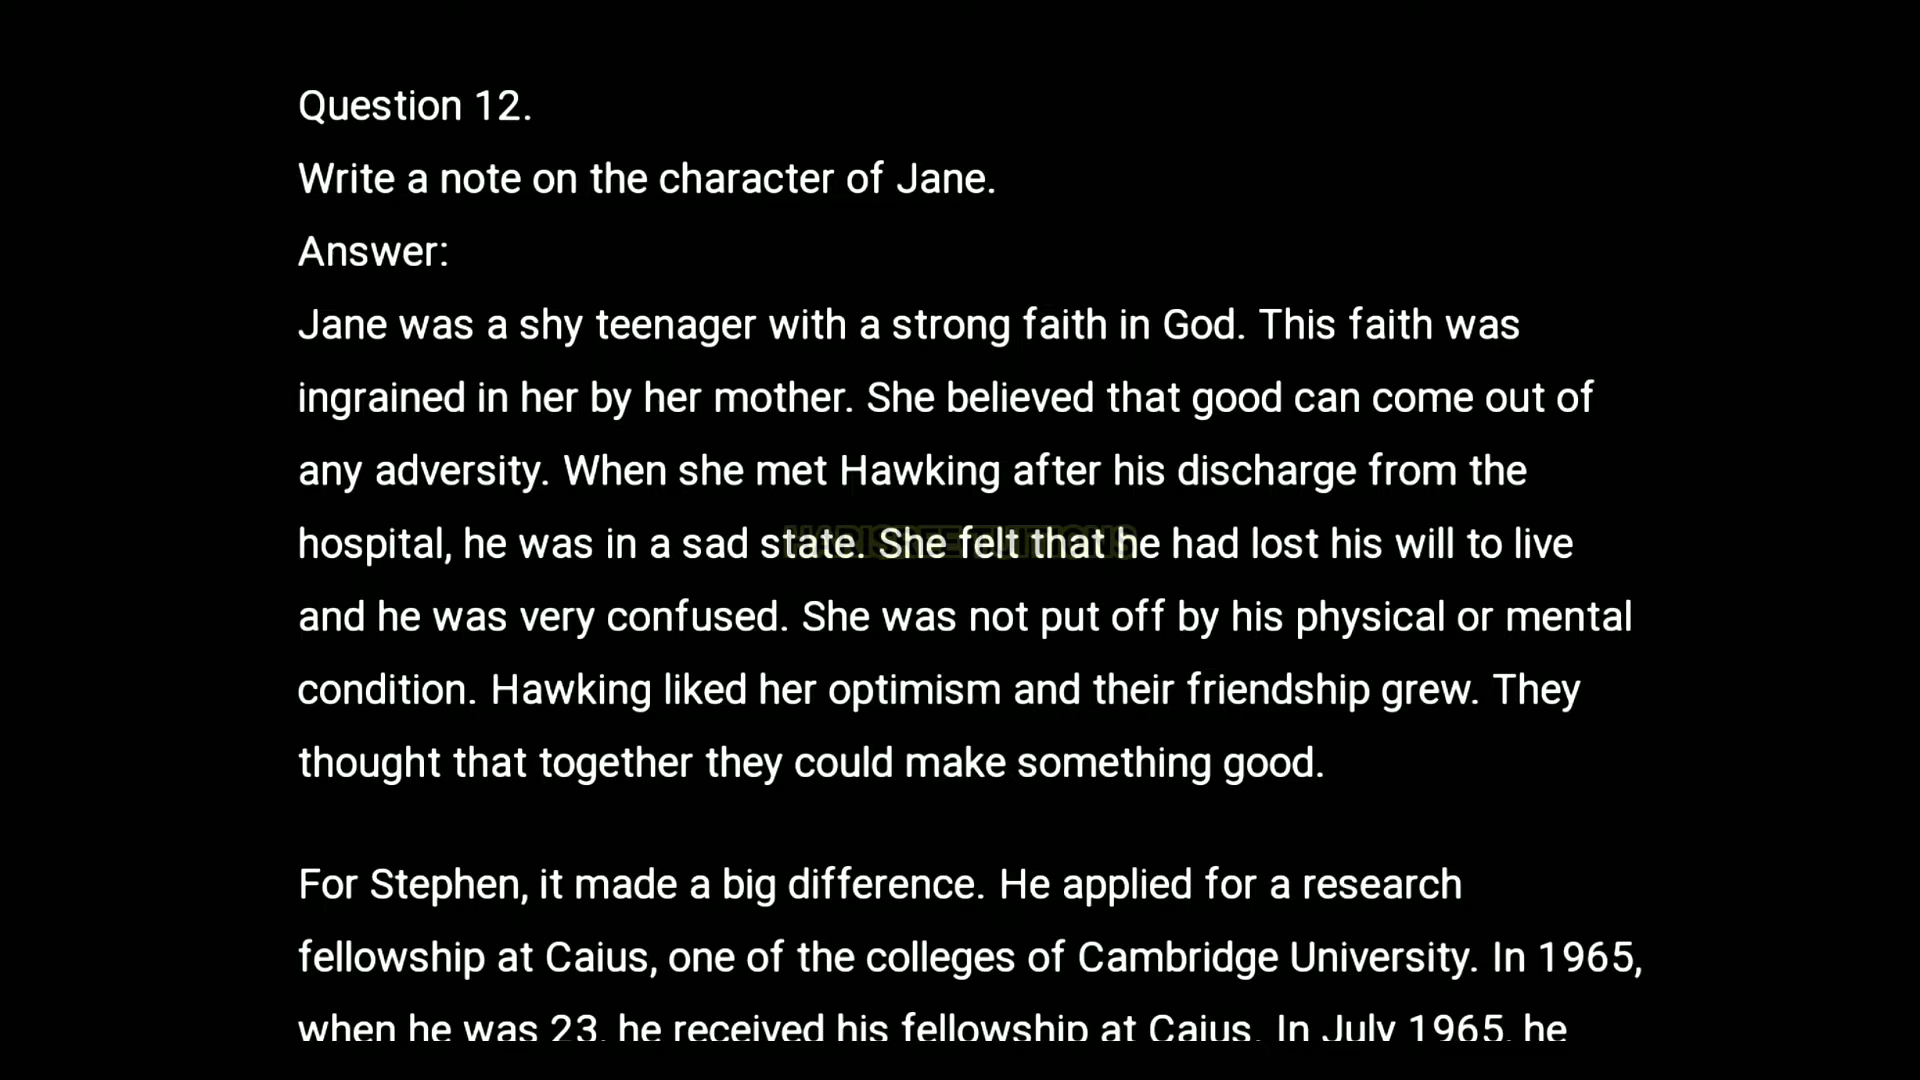 Question 12.
Write a note on the character of Jane.
Answer:
Jane was a shy teenager with a strong faith in God. This faith was
ingrained in her by her mother. She believed that good can come out of
any adversity. When she met Hawking after his discharge from the
hospital, he was in a sad state. She felt that he had lost his will to live
and he was very confused. She was not put off by his physical or mental
condition. Hawking liked her optimism and their friendship grew. They
thought that together they could make something good.
For Stephen, it made a big difference. He applied for a research
fellowship at Caius, one of the colleges of Cambridge University. In 1965,
when he was 23, he received his fellowship at Caius. In July 1965, he